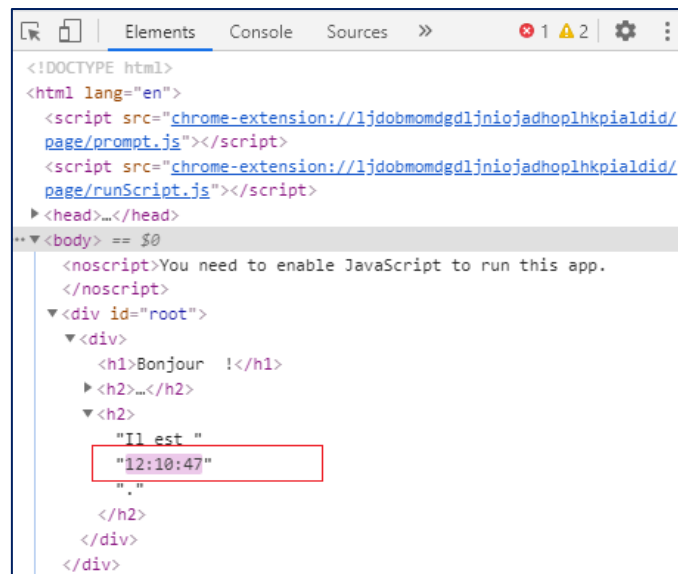 Elements Console Sources » 1 2
<!DOCTYPE html>
<html lang="en">
<script src="chrome-extension://ljdobmomdgdljniojadhoplhkpialdid/
page/prompt.js"></script>
<script src="chrome-extension://ljdobmomdgdljniojadhoplhkpialdid/
page/runScript.js"></script>
<head>…</head>
<body> == $0
<noscript>You need to enable JavaScript to run this app.
</noscript>
<div id="root">
<div>
<h1>Bonjour  !</h1>
<h2>…</h2>
<h2>
"Il est "
"12:10:47"
"."
</h2>
</div>
</div>